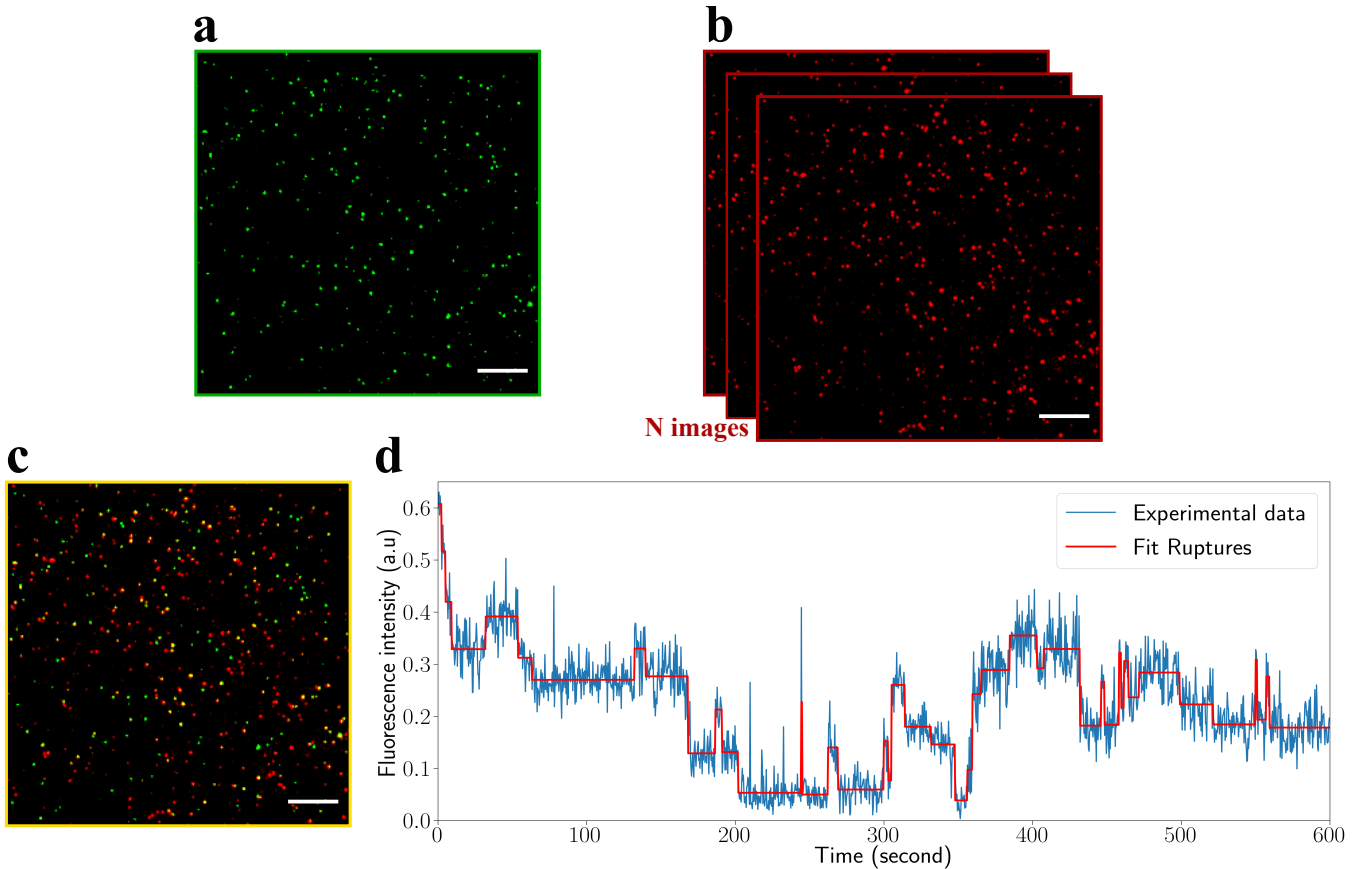 a
b
N images
c
d
Fluorescence intensity (a.u)
0.6
0.5
0.4
0.3
0.2
0.1
0.0
Experimental data
Fit Ruptures
0 100 200 300 400 500 600
Time (second)